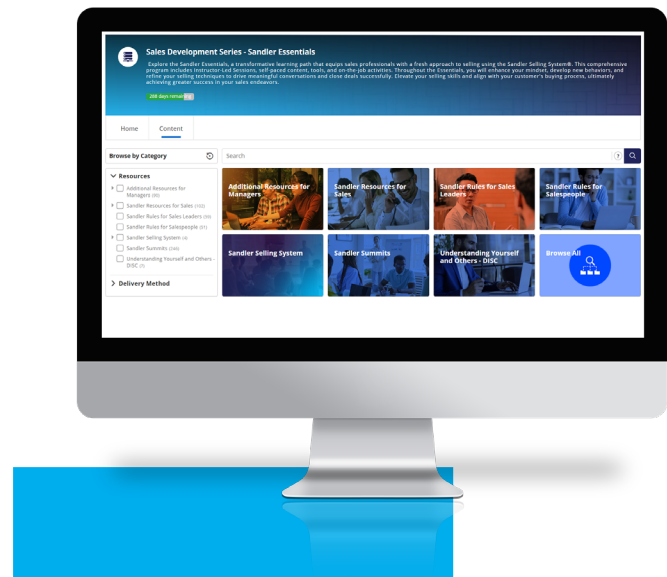 Sales Development Series - Sandler Essentials
Explore the Sandler Essentials, a transformative learning path that equips sales professionals with a fresh approach to selling using the Sandler Selling System®. This comprehensive
program includes Instructor-Led Sessions, self-paced content, tools, and on-the-job activities. Throughout the Essentials, you will enhance your mindset, develop new behaviors, and
refine your selling techniques to drive meaningful conversations and close deals successfully. Elevate your selling skills and align with your customer's buying process, ultimately
achieving greater success in your sales endeavors.
288 days remaining
Home
Content
Browse by Category
Search
Resources
Additional Resources for
Managers
Sandler Resources for Sales
Sandler Rules for Sales Leaders
Sandler Rules for Salespeople
Sandler Selling System
Sandler Summits
Understanding Yourself and Others -
DISC
Delivery Method
Additional Resources for
Managers
Sandler Resources for
Sales
Sandler Rules for Sales
Leaders
Sandler Rules for
Salespeople
Sandler Selling System
Sandler Summits
Understanding Yourself
and Others - DISC
Browse All